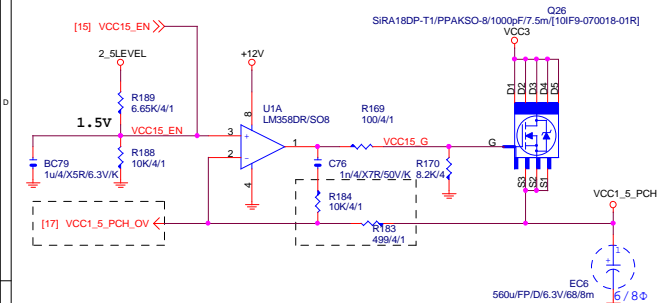 Q26
SiRA18DP-T1/PPAKSO-8/1000pF/7.5m/[10IF9-070018-01R]
[15] VCC15_EN
VCC3
2_5LEVEL
+12V
D1
D2
D3
D4
D5
D
R189
6.65K/4/1
U1A
LM358DR/SO8
8
R169
100/4/1
1.5V
VCC15_EN
3
+
1
VCC15_G
G
2
-
BC79
1u/4/X5R/6.3V/K
R188
10K/4/1
4
C76
1n/4/X7R/50V/K
R170
8.2K/4
S3
S2
S1
R184
10K/4/1
VCC1_5_PCH
[17] VCC1_5_PCH_OV
R183
499/4/1
1
+
EC6
560u/FP/D/6.3V/68/8m
6/8Φ